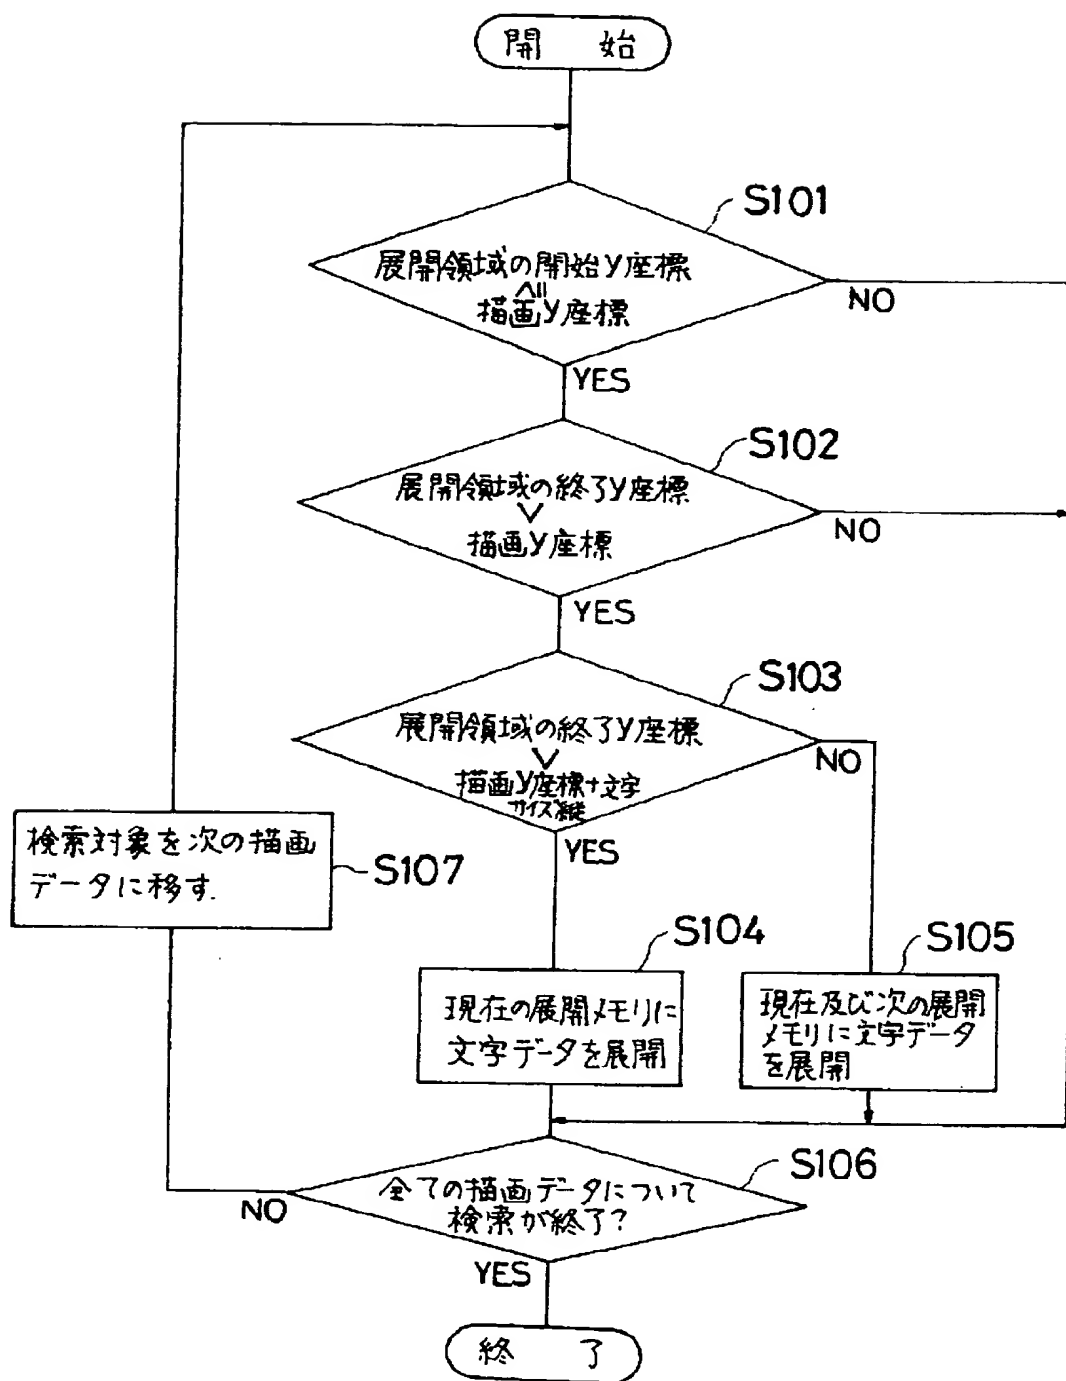 開 始
S101
展開領域の開始Y座標
≦
描画Y座標
NO
YES
S102
展開領域の終了Y座標
∨
描画Y座標
NO
YES
S103
展開領域の終了Y座標
∨
描画Y座標+文字
サイズ縦
NO
YES
検索対象を次の描画
データに移す.
S107
S104
現在の展開メモリに
文字データを展開
S105
現在及び次の展開
メモリに文字データ
を展開
S106
全ての描画データについて
検索が終了?
NO
YES
終 了